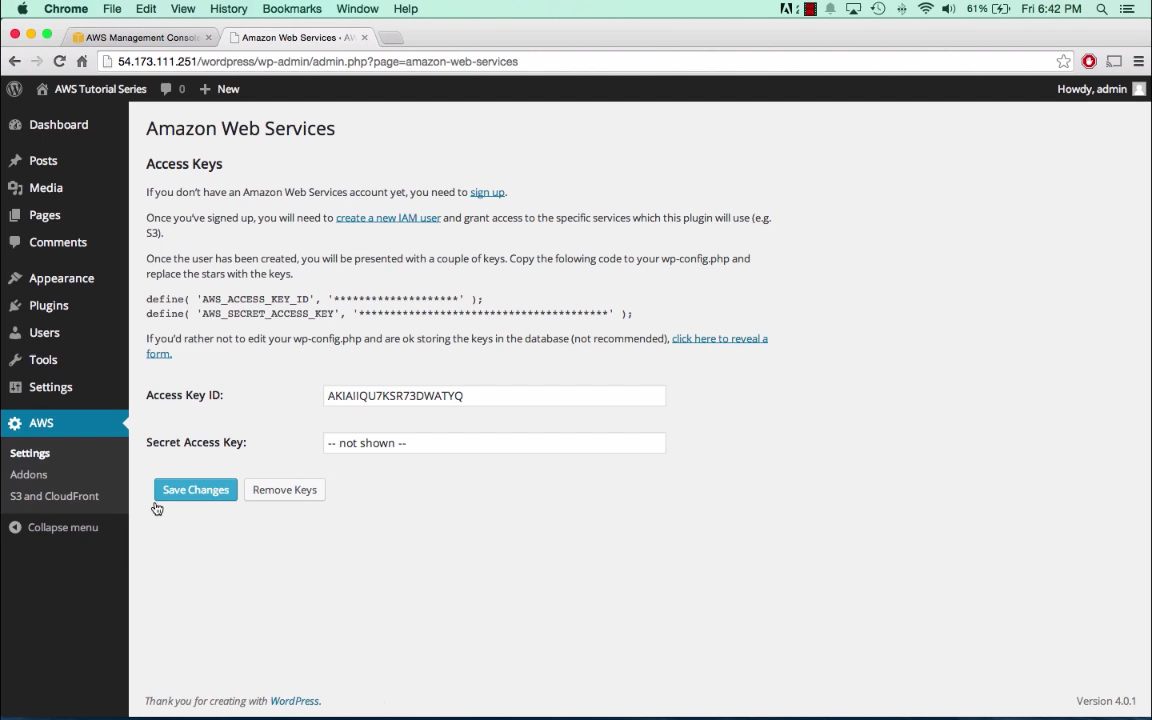 Chrome File Edit View History Bookmarks Window Help 61% Fri 6:42 PM
AWS Management Consol Amazon Web Services ‹ AW
54.173.111.251/wordpress/wp-admin/admin.php?page=amazon-web-services
AWS Tutorial Series 0 New Howdy, admin
Dashboard
Posts
Media
Pages
Comments
Appearance
Plugins
Users
Tools
Settings
AWS
Settings
Addons
S3 and CloudFront
Collapse menu
Amazon Web Services
Access Keys
If you don't have an Amazon Web Services account yet, you need to sign up.
Once you've signed up, you will need to create a new IAM user and grant access to the specific services which this plugin will use (e.g.
S3).
Once the user has been created, you will be presented with a couple of keys. Copy the folowing code to your wp-config.php and
replace the stars with the keys.
define( 'AWS_ACCESS_KEY_ID', '********************' );
define( 'AWS_SECRET_ACCESS_KEY', '****************************************' );
If you'd rather not to edit your wp-config.php and are ok storing the keys in the database (not recommended), click here to reveal a
form.
Access Key ID: AKIAIIQU7KSR73DWATYQ
Secret Access Key: -- not shown --
Save Changes Remove Keys
Thank you for creating with WordPress. Version 4.0.1